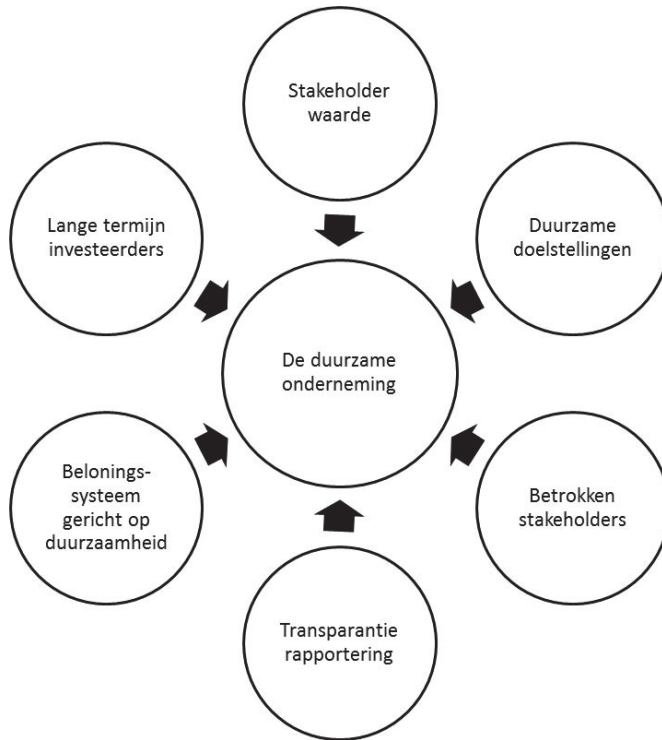 Stakeholder
waarde
Lange termijn
investeerders
Duurzame
doelstellingen
De duurzame
onderneming
Belonings-
systeem
gericht op
duurzaamheid
Betrokken
stakeholders
Transparantie
rapportering